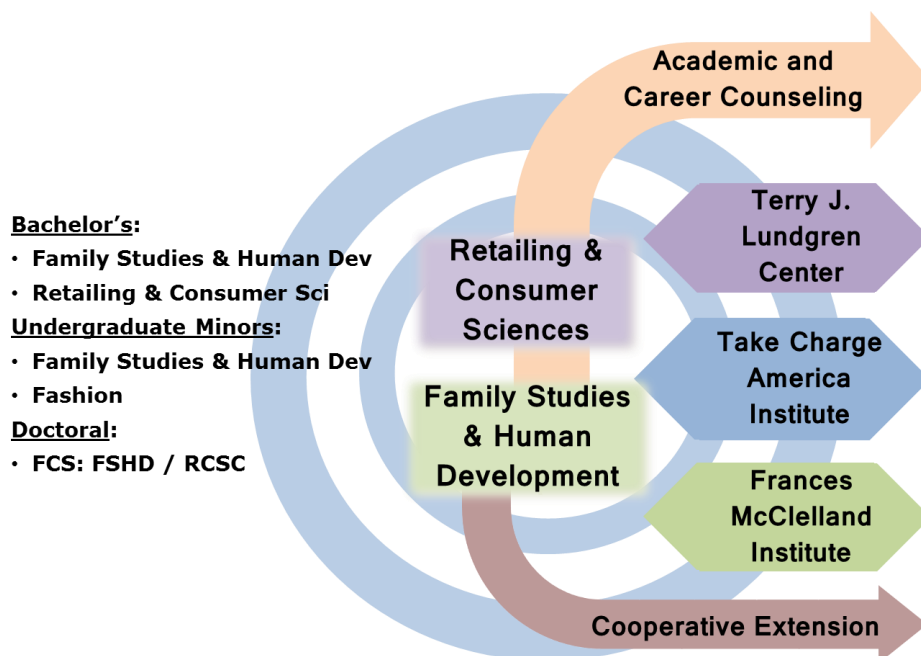 Bachelor's:
• Family Studies & Human Dev
• Retailing & Consumer Sci
Undergraduate Minors:
• Family Studies & Human Dev
• Fashion
Doctoral:
• FCS: FSHD / RCSC
Retailing &
Consumer
Sciences
Family Studies
& Human
Development
Academic and
Career Counseling
Terry J.
Lundgren
Center
Take Charge
America
Institute
Frances
McClelland
Institute
Cooperative Extension